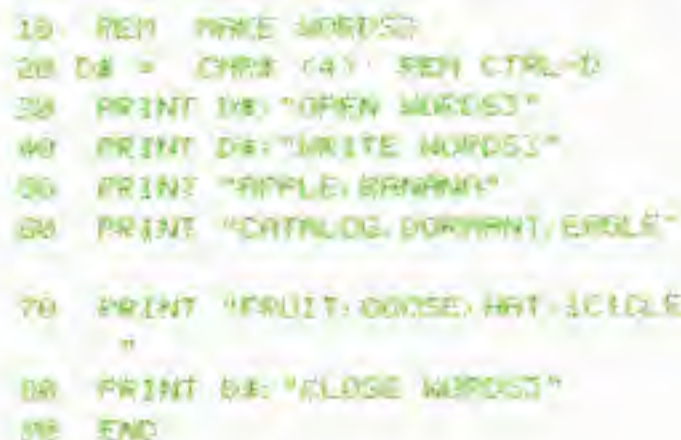 10 REM MAKE WORDS3
20 D$ = CHR$ (4): REM CTRL-D
30 PRINT D$;"OPEN WORDS3"
40 PRINT D$;"WRITE WORDS3"
50 PRINT "APPLE,BANANA"
60 PRINT "CATALOG,DORMANT,EAGLE"
70 PRINT "FRUIT,GOOSE,HAT,ICICLE
"
80 PRINT D$;"CLOSE WORDS3"
90 END